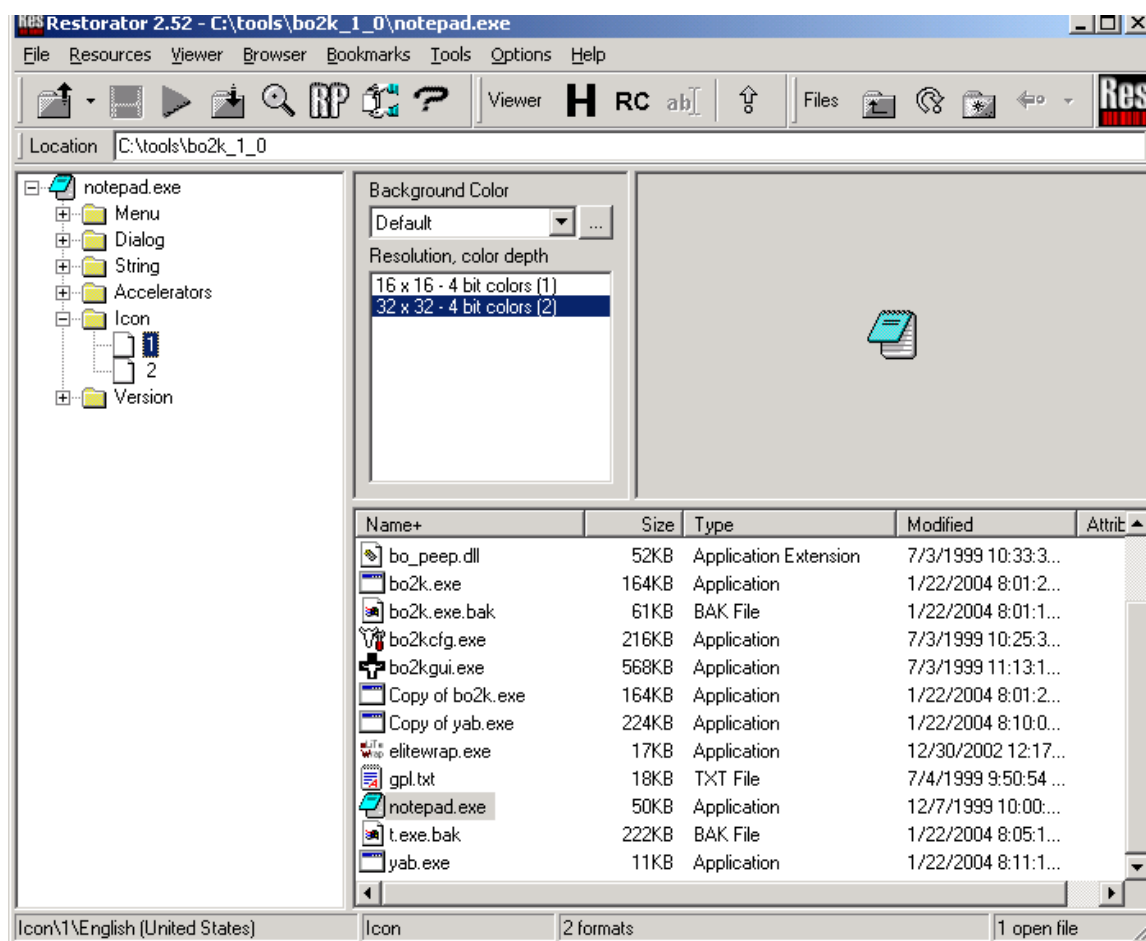 Restorator 2.52 - C:\tools\bo2k_1_0\notepad.exe
File Resources Viewer Browser Bookmarks Tools Options Help
RP Viewer H RC ab Files Res
Location C:\tools\bo2k_1_0
notepad.exe
Menu
Dialog
String
Accelerators
Icon
1
2
Version
Background Color
Default ...
Resolution, color depth
16 x 16 - 4 bit colors (1)
32 x 32 - 4 bit colors (2)
Name+ Size Type Modified Attrib
bo_peep.dll 52KB Application Extension 7/3/1999 10:33:3...
bo2k.exe 164KB Application 1/22/2004 8:01:2...
bo2k.exe.bak 61KB BAK File 1/22/2004 8:01:1...
bo2kcfg.exe 216KB Application 7/3/1999 10:25:3...
bo2kgui.exe 568KB Application 7/3/1999 11:13:1...
Copy of bo2k.exe 164KB Application 1/22/2004 8:01:2...
Copy of yab.exe 224KB Application 1/22/2004 8:10:0...
elitewrap.exe 17KB Application 12/30/2002 12:17...
gpl.txt 18KB TXT File 7/4/1999 9:50:54 ...
notepad.exe 50KB Application 12/7/1999 10:00:...
t.exe.bak 222KB BAK File 1/22/2004 8:05:1...
yab.exe 11KB Application 1/22/2004 8:11:1...
Icon\1\English (United States) Icon 2 formats 1 open file